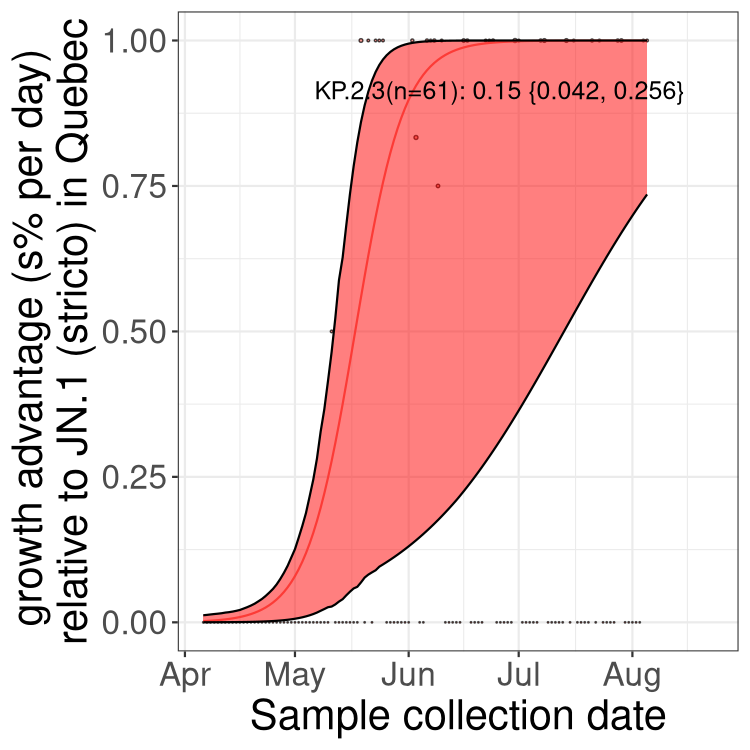 growth advantage (s% per day)
relative to JN.1 (stricto) in Quebec
1.00
0.75
0.50
0.25
0.00
KP.2.3(n=61): 0.15 {0.042, 0.256}
Apr May Jun Jul Aug
Sample collection date